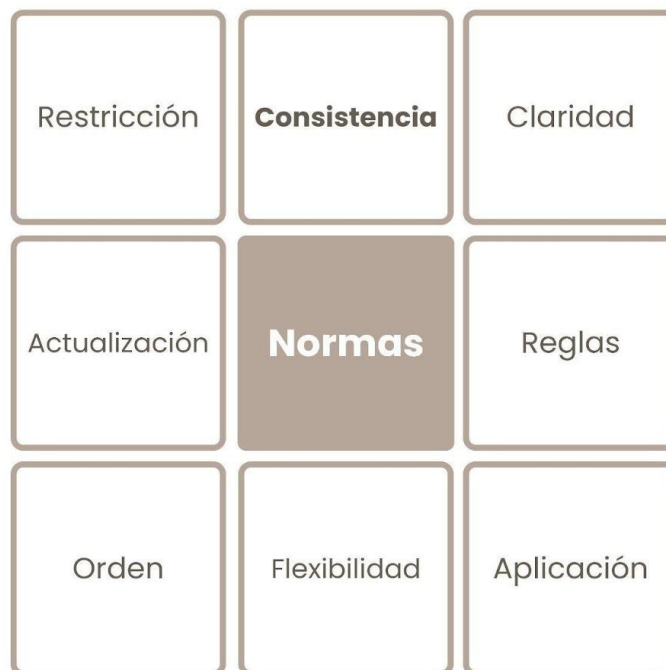 Restricción
Consistencia
Claridad
Actualización
Normas
Reglas
Orden
Flexibilidad
Aplicación